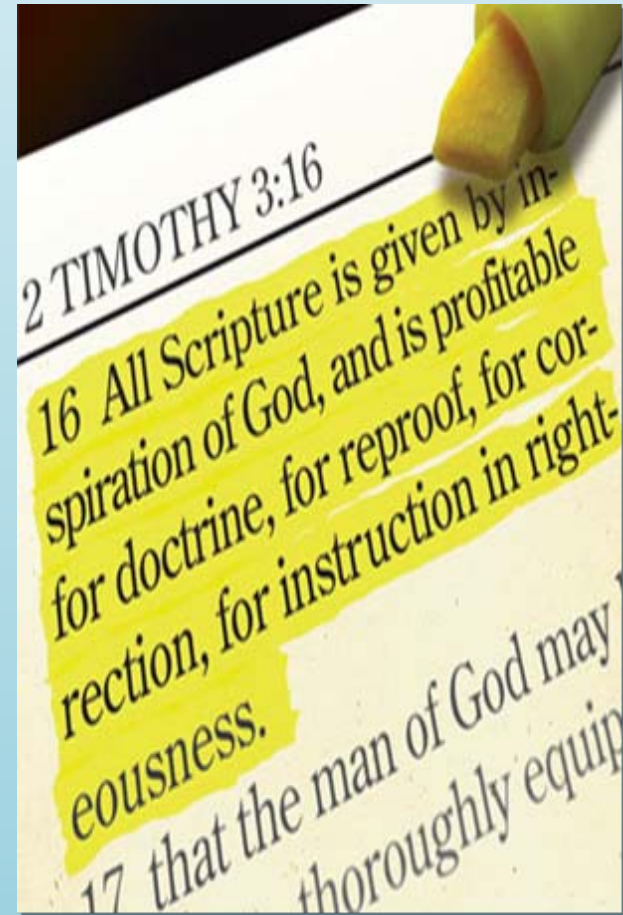 2 TIMOTHY 3:16
16 All Scripture is given by in-
spiration of God, and is profitable
for doctrine, for reproof, for cor-
rection, for instruction in right-
eousness.
17 that the man of God may
thoroughly equip